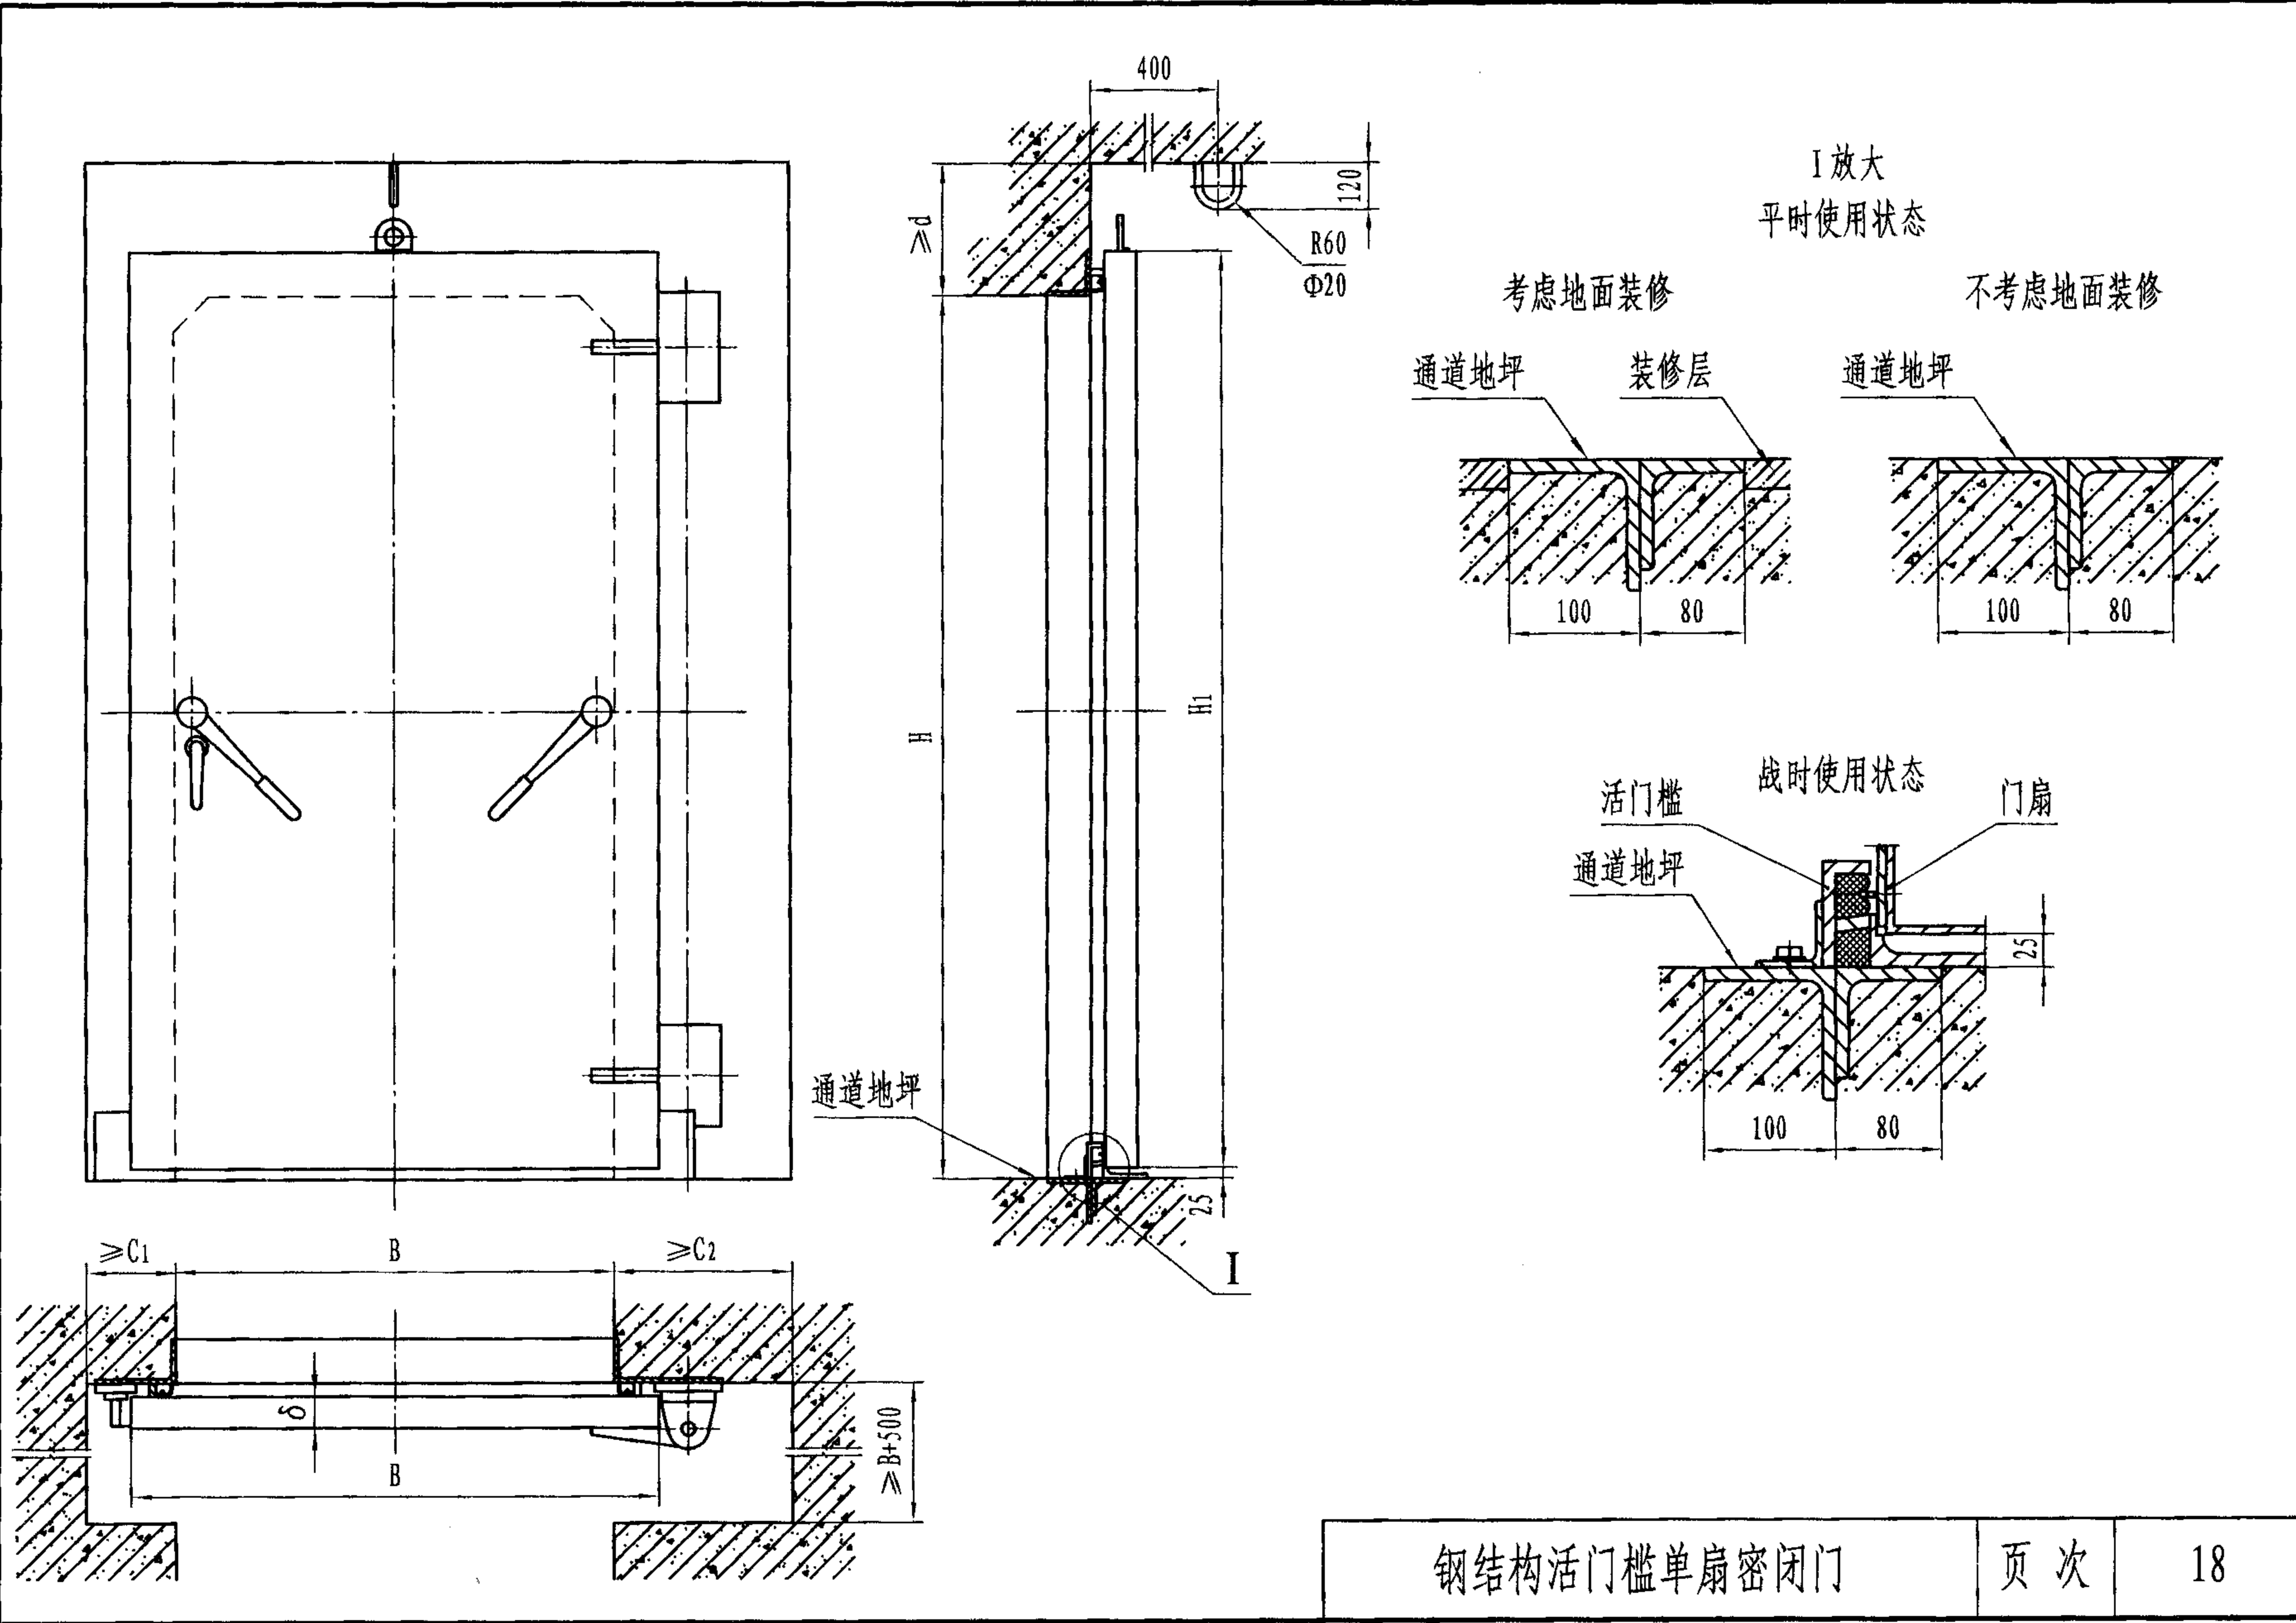 400
120
≥d
R60
Φ20
H
H1
通道地坪
25
I
I 放大
平时使用状态
考虑地面装修
不考虑地面装修
通道地坪
装修层
通道地坪
100
80
100
80
战时使用状态
活门槛
门扇
通道地坪
25
100
80
≥C1
B
≥C2
δ
B
≥B+500
钢结构活门槛单扇密闭门
页 次
18